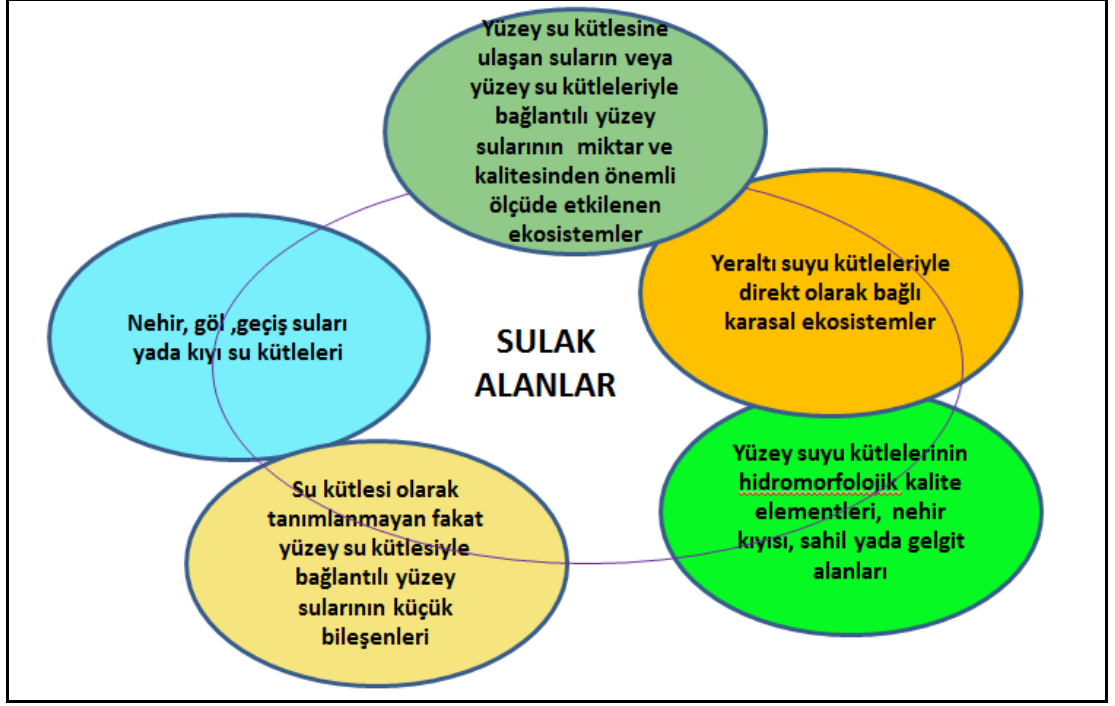 Yüzey su kütlesine
ulaşan suların veya
yüzey su kütleleriyle
bağlantılı yüzey
sularının miktar ve
kalitesinden önemli
ölçüde etkilenen
ekosistemler
Yeraltı suyu kütleleriyle
direkt olarak bağlı
karasal ekosistemler
Nehir, göl ,geçiş suları
yada kıyı su kütleleri
SULAK
ALANLAR
Yüzey suyu kütlelerinin
hidromorfolojik kalite
elementleri, nehir
kıyısı, sahil yada gelgit
alanları
Su kütlesi olarak
tanımlanmayan fakat
yüzey su kütlesiyle
bağlantılı yüzey
sularının küçük
bileşenleri